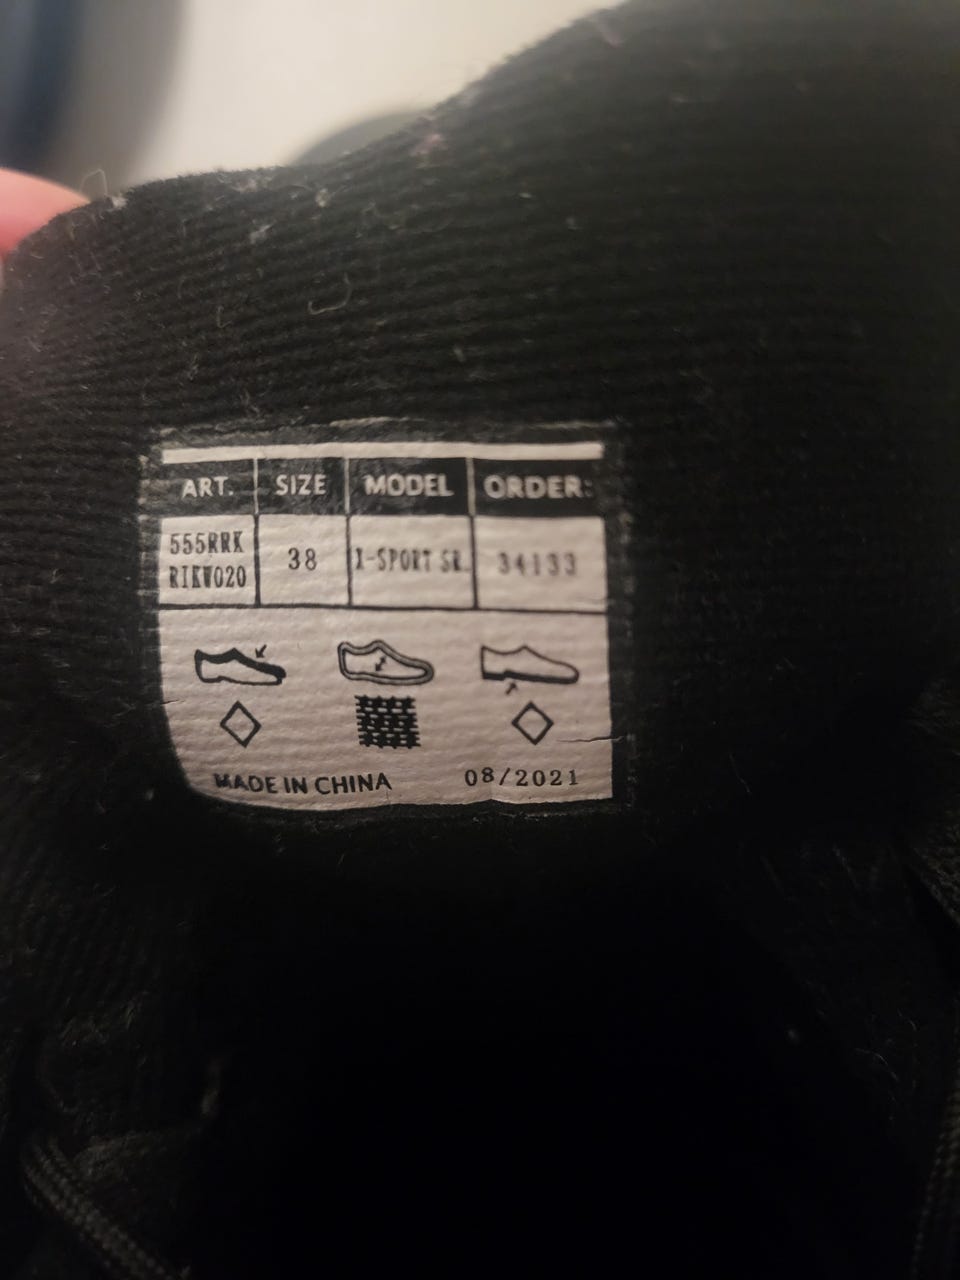 ART. SIZE MODEL ORDER:
555RRK
38 X-SPORT SR. 34133
RIKW020
MADE IN CHINA 08/2021